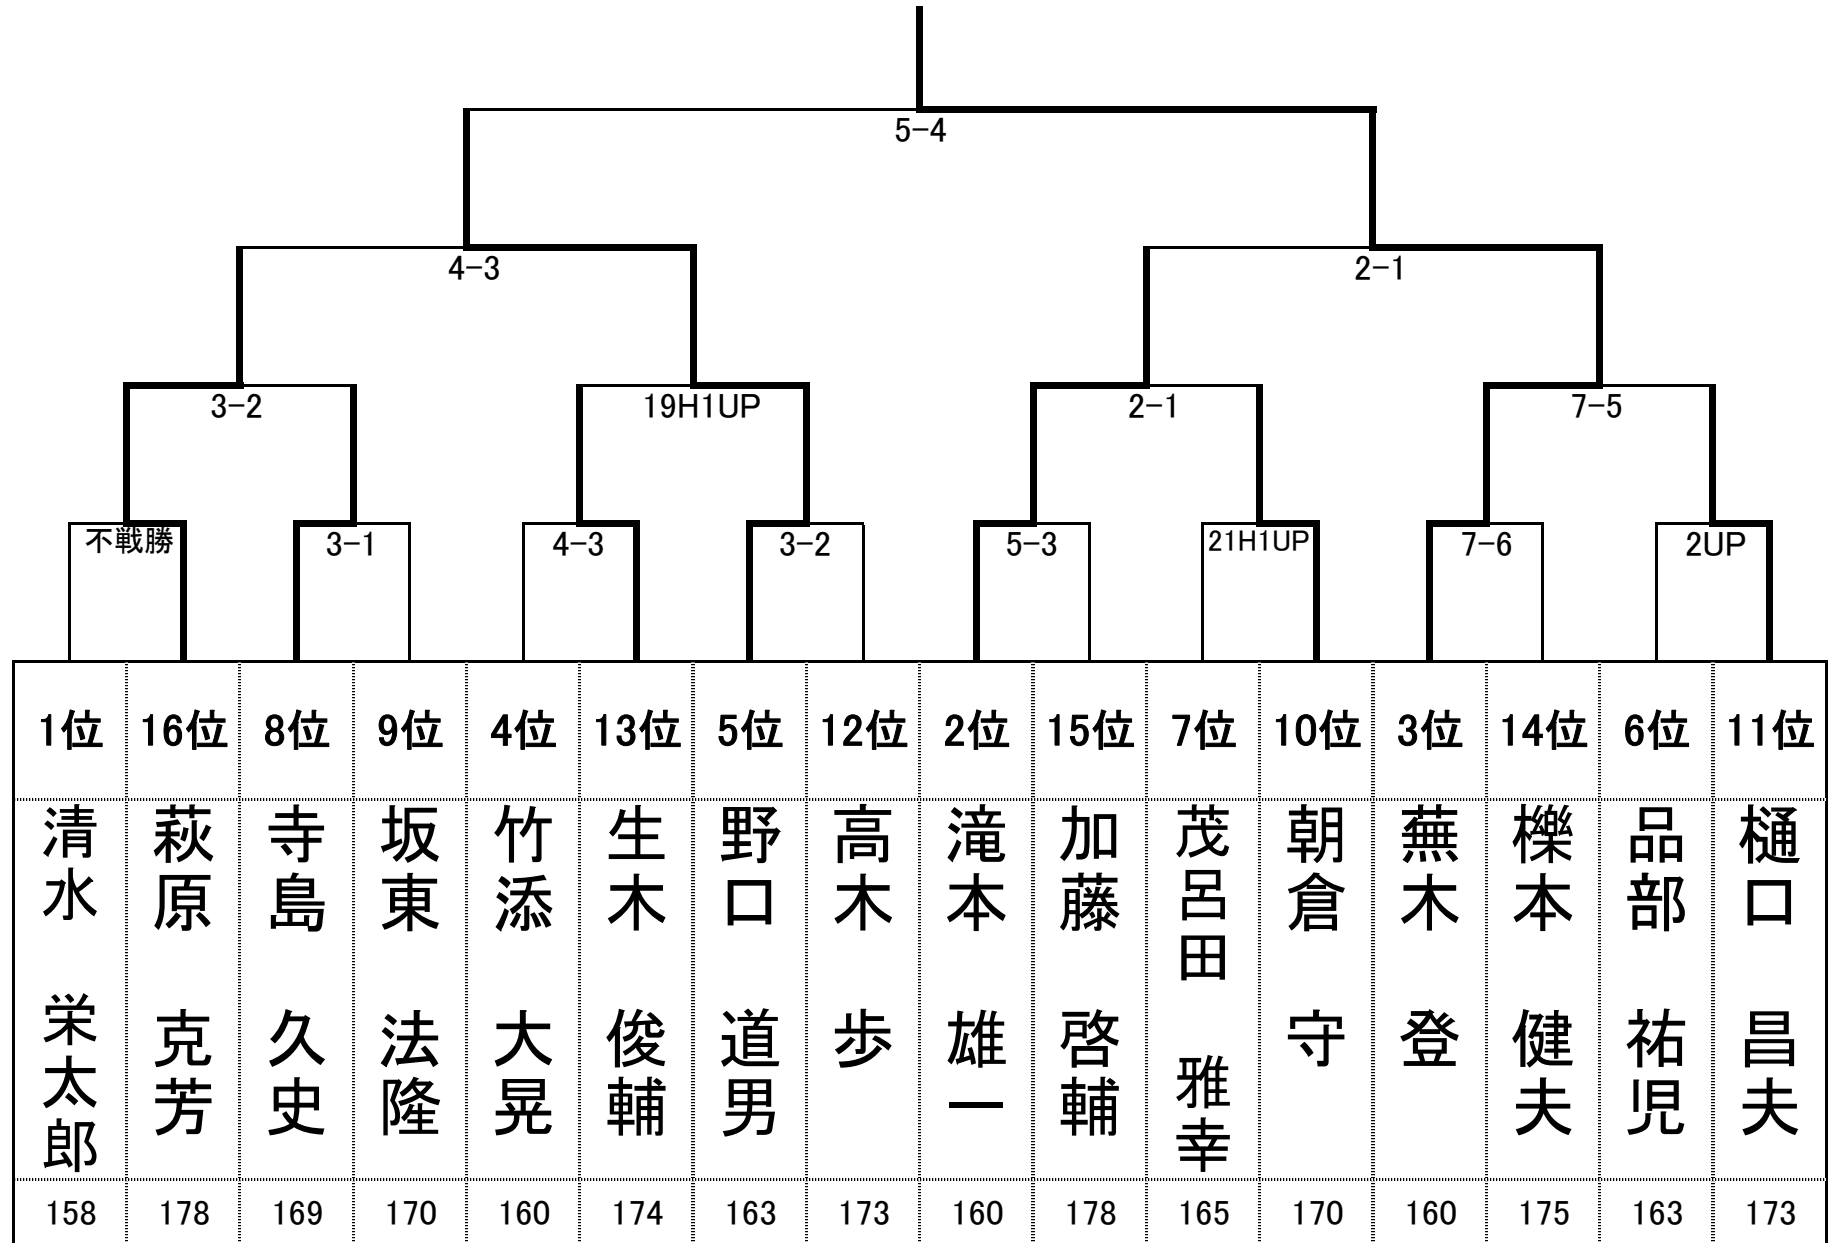 5-4
4-3
2-1
3-2
19H1UP
2-1
7-5
不戦勝
3-1
4-3
3-2
5-3
21H1UP
7-6
2UP
1位 16位 8位 9位 4位 13位 5位 12位 2位 15位 7位 10位 3位 14位 6位 11位
清水 栄太郎
萩原 克芳
寺島 久史
坂東 法隆
竹添 大晃
生木 俊輔
野口 道男
高木 歩
滝本 雄一
加藤 啓輔
茂呂田 雅幸
朝倉 守
蕪木 登
櫟本 健夫
品部 祐児
樋口 昌夫
158 178 169 170 160 174 163 173 160 178 165 170 160 175 163 173